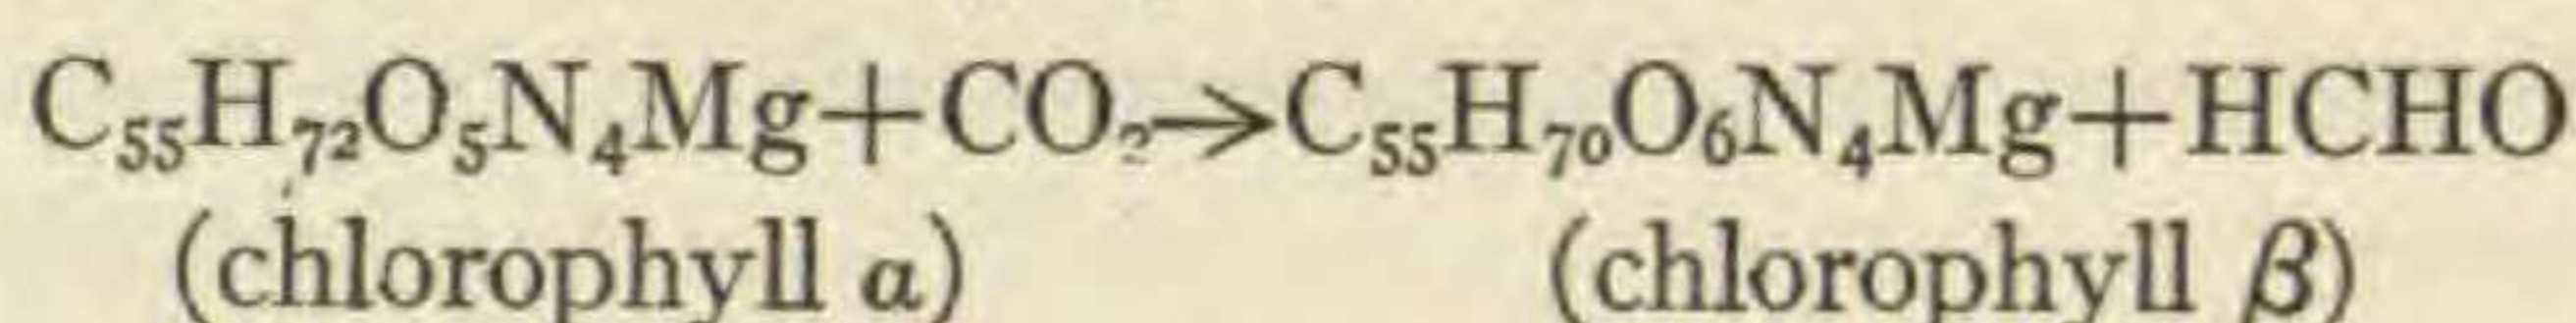 C₅₅H₇₂O₅N₄Mg+CO₂→C₅₅H₇₀O₆N₄Mg+HCHO
(chlorophyll α) (chlorophyll β)